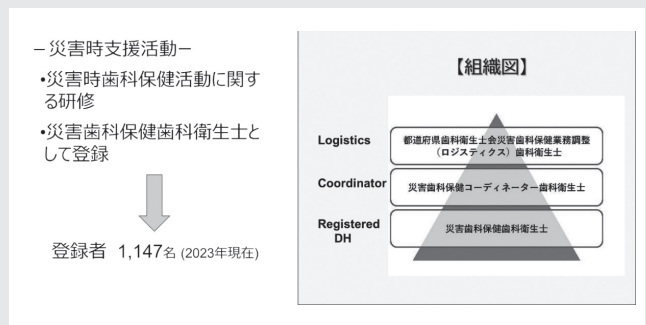 －災害時支援活動－
•災害時歯科保健活動に関す
る研修
•災害歯科保健歯科衛生士と
して登録
登録者 1,147名 (2023年現在)
【組織図】
Logistics
都道府県歯科衛生士会災害歯科保健業務調整
（ロジスティクス）歯科衛生士
Coordinator
災害歯科保健コーディネーター歯科衛生士
Registered
DH
災害歯科保健歯科衛生士